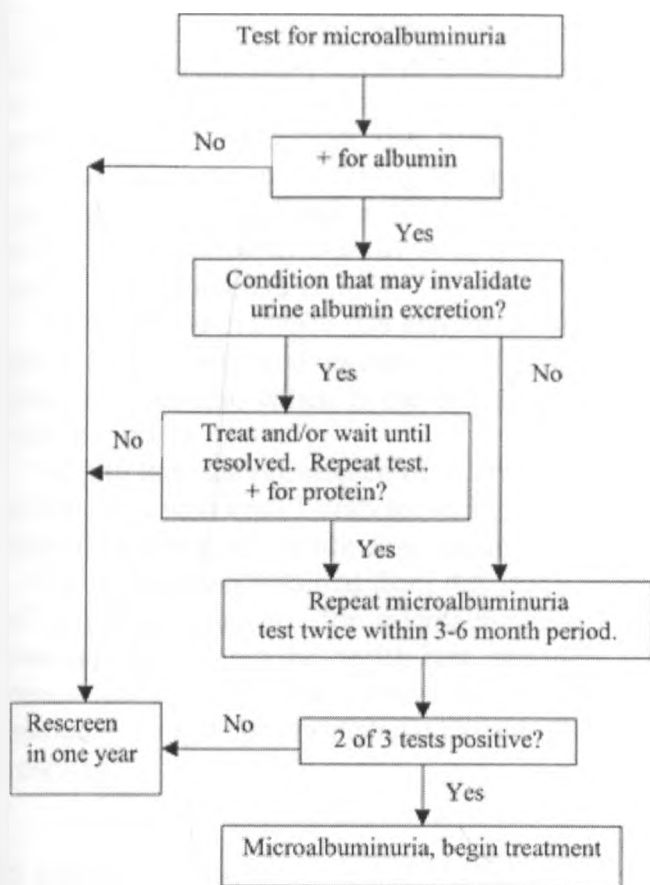 Test for microalbuminuria
No
+ for albumin
Yes
Condition that may invalidate
urine albumin excretion?
Yes
No
No
Treat and/or wait until
resolved. Repeat test.
+ for protein?
Yes
Repeat microalbuminuria
test twice within 3-6 month period.
Rescreen
in one year
No
2 of 3 tests positive?
Yes
Microalbuminuria, begin treatment